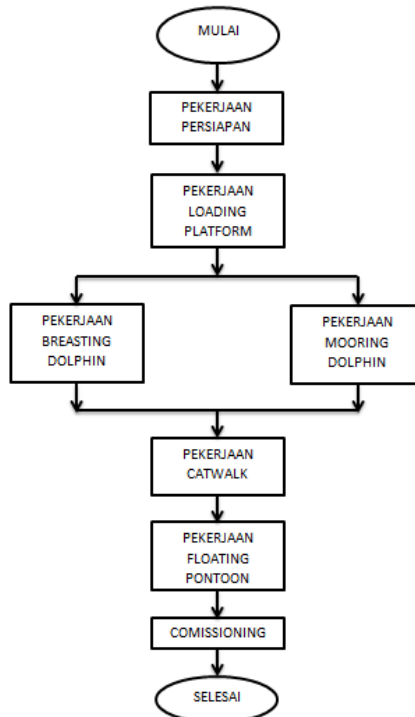 MULAI
PEKERJAAN
PERSIAPAN
PEKERJAAN
LOADING
PLATFORM
PEKERJAAN
BREASTING
DOLPHIN
PEKERJAAN
MOORING
DOLPHIN
PEKERJAAN
CATWALK
PEKERJAAN
FLOATING
PONTOON
COMISSIONING
SELESAI